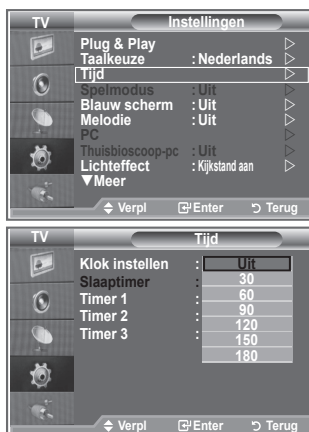 TV Instellingen
Plug & Play
Taalkeuze : Nederlands
Tijd
Spelmodus : Uit
Blauw scherm : Uit
Melodie : Uit
PC
Thuisbioscoop-pc : Uit
Lichteffect : Kijkstand aan
▼Meer
Verpl Enter Terug
TV Tijd
Klok instellen : Uit
Slaaptimer : 30
Timer 1 : 60
90
Timer 2 : 120
Timer 3 : 150
180
Verpl Enter Terug